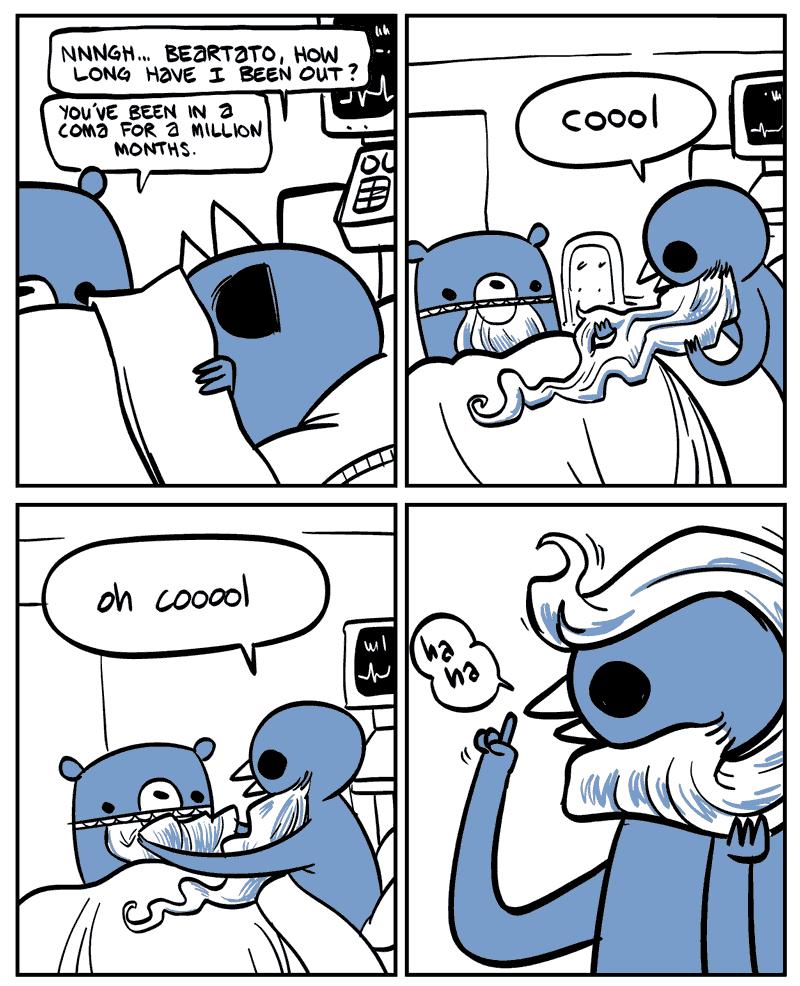 NNNGH... BEARTATO, HOW
LONG HAVE I BEEN OUT?
YOU'VE BEEN IN A
COMA FOR A MILLION
MONTHS.
coool
oh cooool
ha
ha